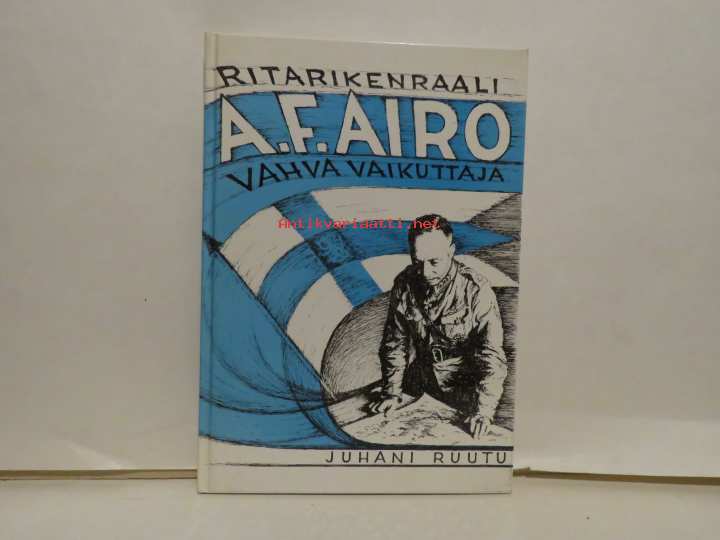 RITARIKENRAALI
A.F. AIRO
VAHVA VAIKUTTAJA
Antikvariaatti.net
JUHANI RUUTU